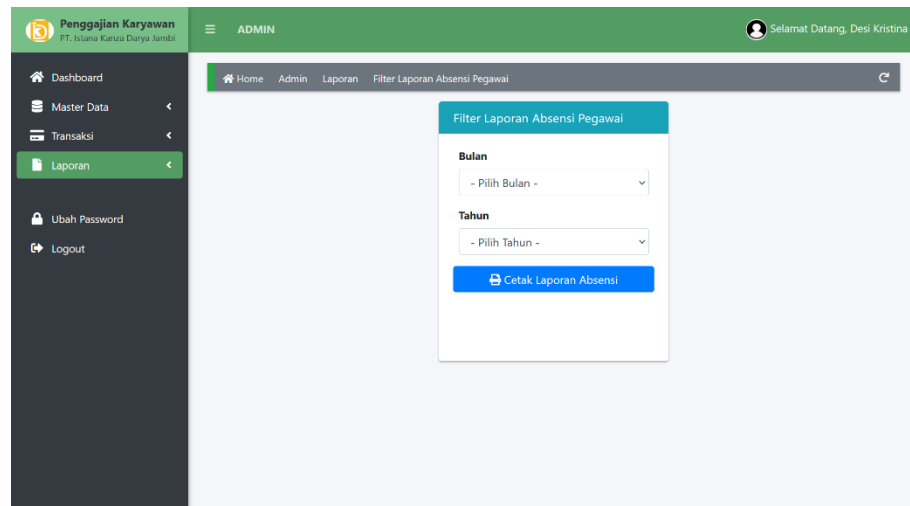 Penggajian Karyawan
PT. Istana Kanza Darya Jambi
ADMIN
Selamat Datang, Desi Kristina
Dashboard
Master Data
Transaksi
Laporan
Ubah Password
Logout
Home Admin Laporan Filter Laporan Absensi Pegawai
Filter Laporan Absensi Pegawai
Bulan
- Pilih Bulan -
Tahun
- Pilih Tahun -
Cetak Laporan Absensi